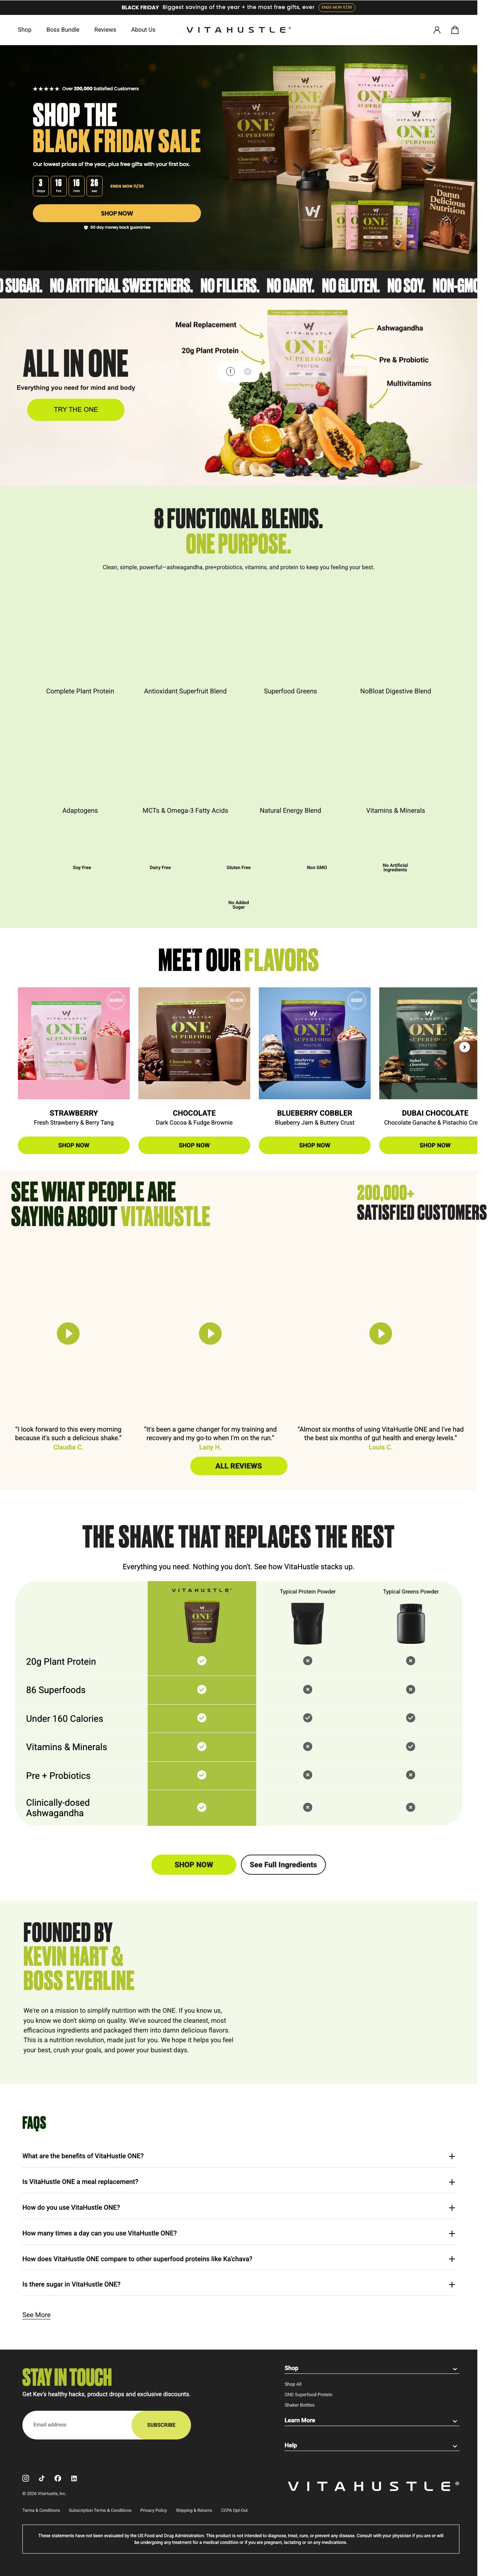 BLACK FRIDAY Biggest savings of the year + the most free gifts, ever ENDS MON 11/30
Shop Boss Bundle Reviews About Us VITAHUSTLE
★★★★★ Over 200,000 Satisfied Customers
SHOP THE
BLACK FRIDAY SALE
Our lowest prices of the year, plus free gifts with your first box.
3 16 16 26
days hrs min sec
ENDS MON 11/30
SHOP NOW
60 day money back guarantee
Damn Delicious Nutrition
O SUGAR. NO ARTIFICIAL SWEETENERS. NO FILLERS. NO DAIRY. NO GLUTEN. NO SOY. NON-GMO
ALL IN ONE
Everything you need for mind and body
TRY THE ONE
Meal Replacement
20g Plant Protein
Ashwagandha
Pre & Probiotic
Multivitamins
VITAHUSTLE
ONE
SUPERFOOD
PROTEIN
8 FUNCTIONAL BLENDS.
ONE PURPOSE.
Clean, simple, powerful—ashwagandha, pre+probiotics, vitamins, and protein to keep you feeling your best.
Complete Plant Protein
Antioxidant Superfruit Blend
Superfood Greens
NoBloat Digestive Blend
Adaptogens
MCTs & Omega-3 Fatty Acids
Natural Energy Blend
Vitamins & Minerals
Soy Free
Dairy Free
Gluten Free
Non GMO
No Artificial
Ingredients
No Added
Sugar
MEET OUR FLAVORS
STRAWBERRY
Fresh Strawberry & Berry Tang
SHOP NOW
CHOCOLATE
Dark Cocoa & Fudge Brownie
SHOP NOW
BLUEBERRY COBBLER
Blueberry Jam & Buttery Crust
SHOP NOW
DUBAI CHOCOLATE
Chocolate Ganache & Pistachio Cre
SHOP NOW
SEE WHAT PEOPLE ARE
SAYING ABOUT VITAHUSTLE
200,000+
SATISFIED CUSTOMERS
"I look forward to this every morning
because it's such a delicious shake."
Claudia C.
"It's been a game changer for my training and
recovery and my go-to when I'm on the run."
Lany H.
"Almost six months of using VitaHustle ONE and I've had
the best six months of gut health and energy levels."
Louis C.
ALL REVIEWS
THE SHAKE THAT REPLACES THE REST
Everything you need. Nothing you don't. See how VitaHustle stacks up.
VITAHUSTLE
Typical Protein Powder
Typical Greens Powder
20g Plant Protein
86 Superfoods
Under 160 Calories
Vitamins & Minerals
Pre + Probiotics
Clinically-dosed
Ashwagandha
SHOP NOW
See Full Ingredients
FOUNDED BY
KEVIN HART &
BOSS EVERLINE
We're on a mission to simplify nutrition with the ONE. If you know us,
you know we don't skimp on quality. We've sourced the cleanest, most
efficacious ingredients and packaged them into damn delicious flavors.
This is a nutrition revolution, made just for you. We hope it helps you feel
your best, crush your goals, and power your busiest days.
FAQS
What are the benefits of VitaHustle ONE?
Is VitaHustle ONE a meal replacement?
How do you use VitaHustle ONE?
How many times a day can you use VitaHustle ONE?
How does VitaHustle ONE compare to other superfood proteins like Ka'chava?
Is there sugar in VitaHustle ONE?
See More
STAY IN TOUCH
Get Kev's healthy hacks, product drops and exclusive discounts.
Email address
SUBSCRIBE
Shop
Shop All
ONE Superfood Protein
Shaker Bottles
Learn More
Help
© 2026 VitaHustle, Inc.
VITAHUSTLE®
Terms & Conditions Subscription Terms & Conditions Privacy Policy Shipping & Returns CCPA Opt-Out
These statements have not been evaluated by the US Food and Drug Administration. This product is not intended to diagnose, treat, cure, or prevent any disease. Consult with your physician if you are or will
be undergoing any treatment for a medical condition or if you are pregnant, lactating or on any medications.